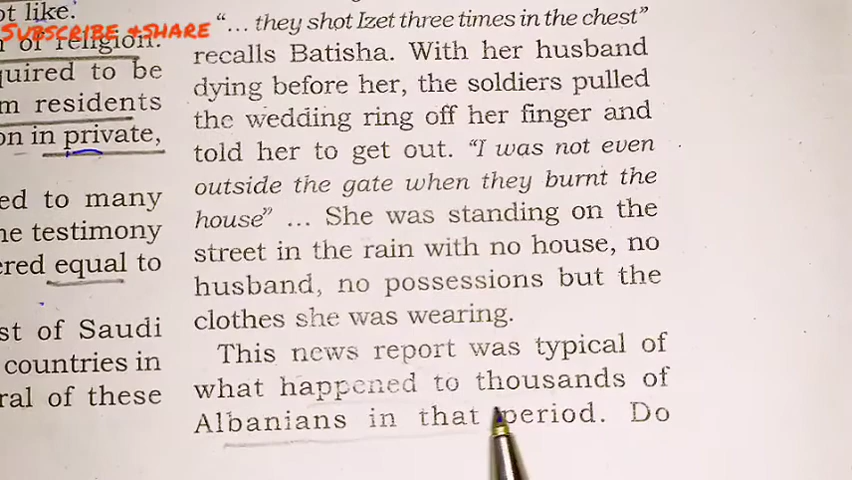 ot like.
SUBSCRIBE & SHARE
n of religion.
quired to be
m residents
on in private,
ed to many
ne testimony
ered equal to
st of Saudi
countries in
ral of these
"... they shot Izet three times in the chest"
recalls Batisha. With her husband
dying before her, the soldiers pulled
the wedding ring off her finger and
told her to get out. "I was not even
outside the gate when they burnt the
house" ... She was standing on the
street in the rain with no house, no
husband, no possessions but the
clothes she was wearing.
This news report was typical of
what happened to thousands of
Albanians in that period. Do